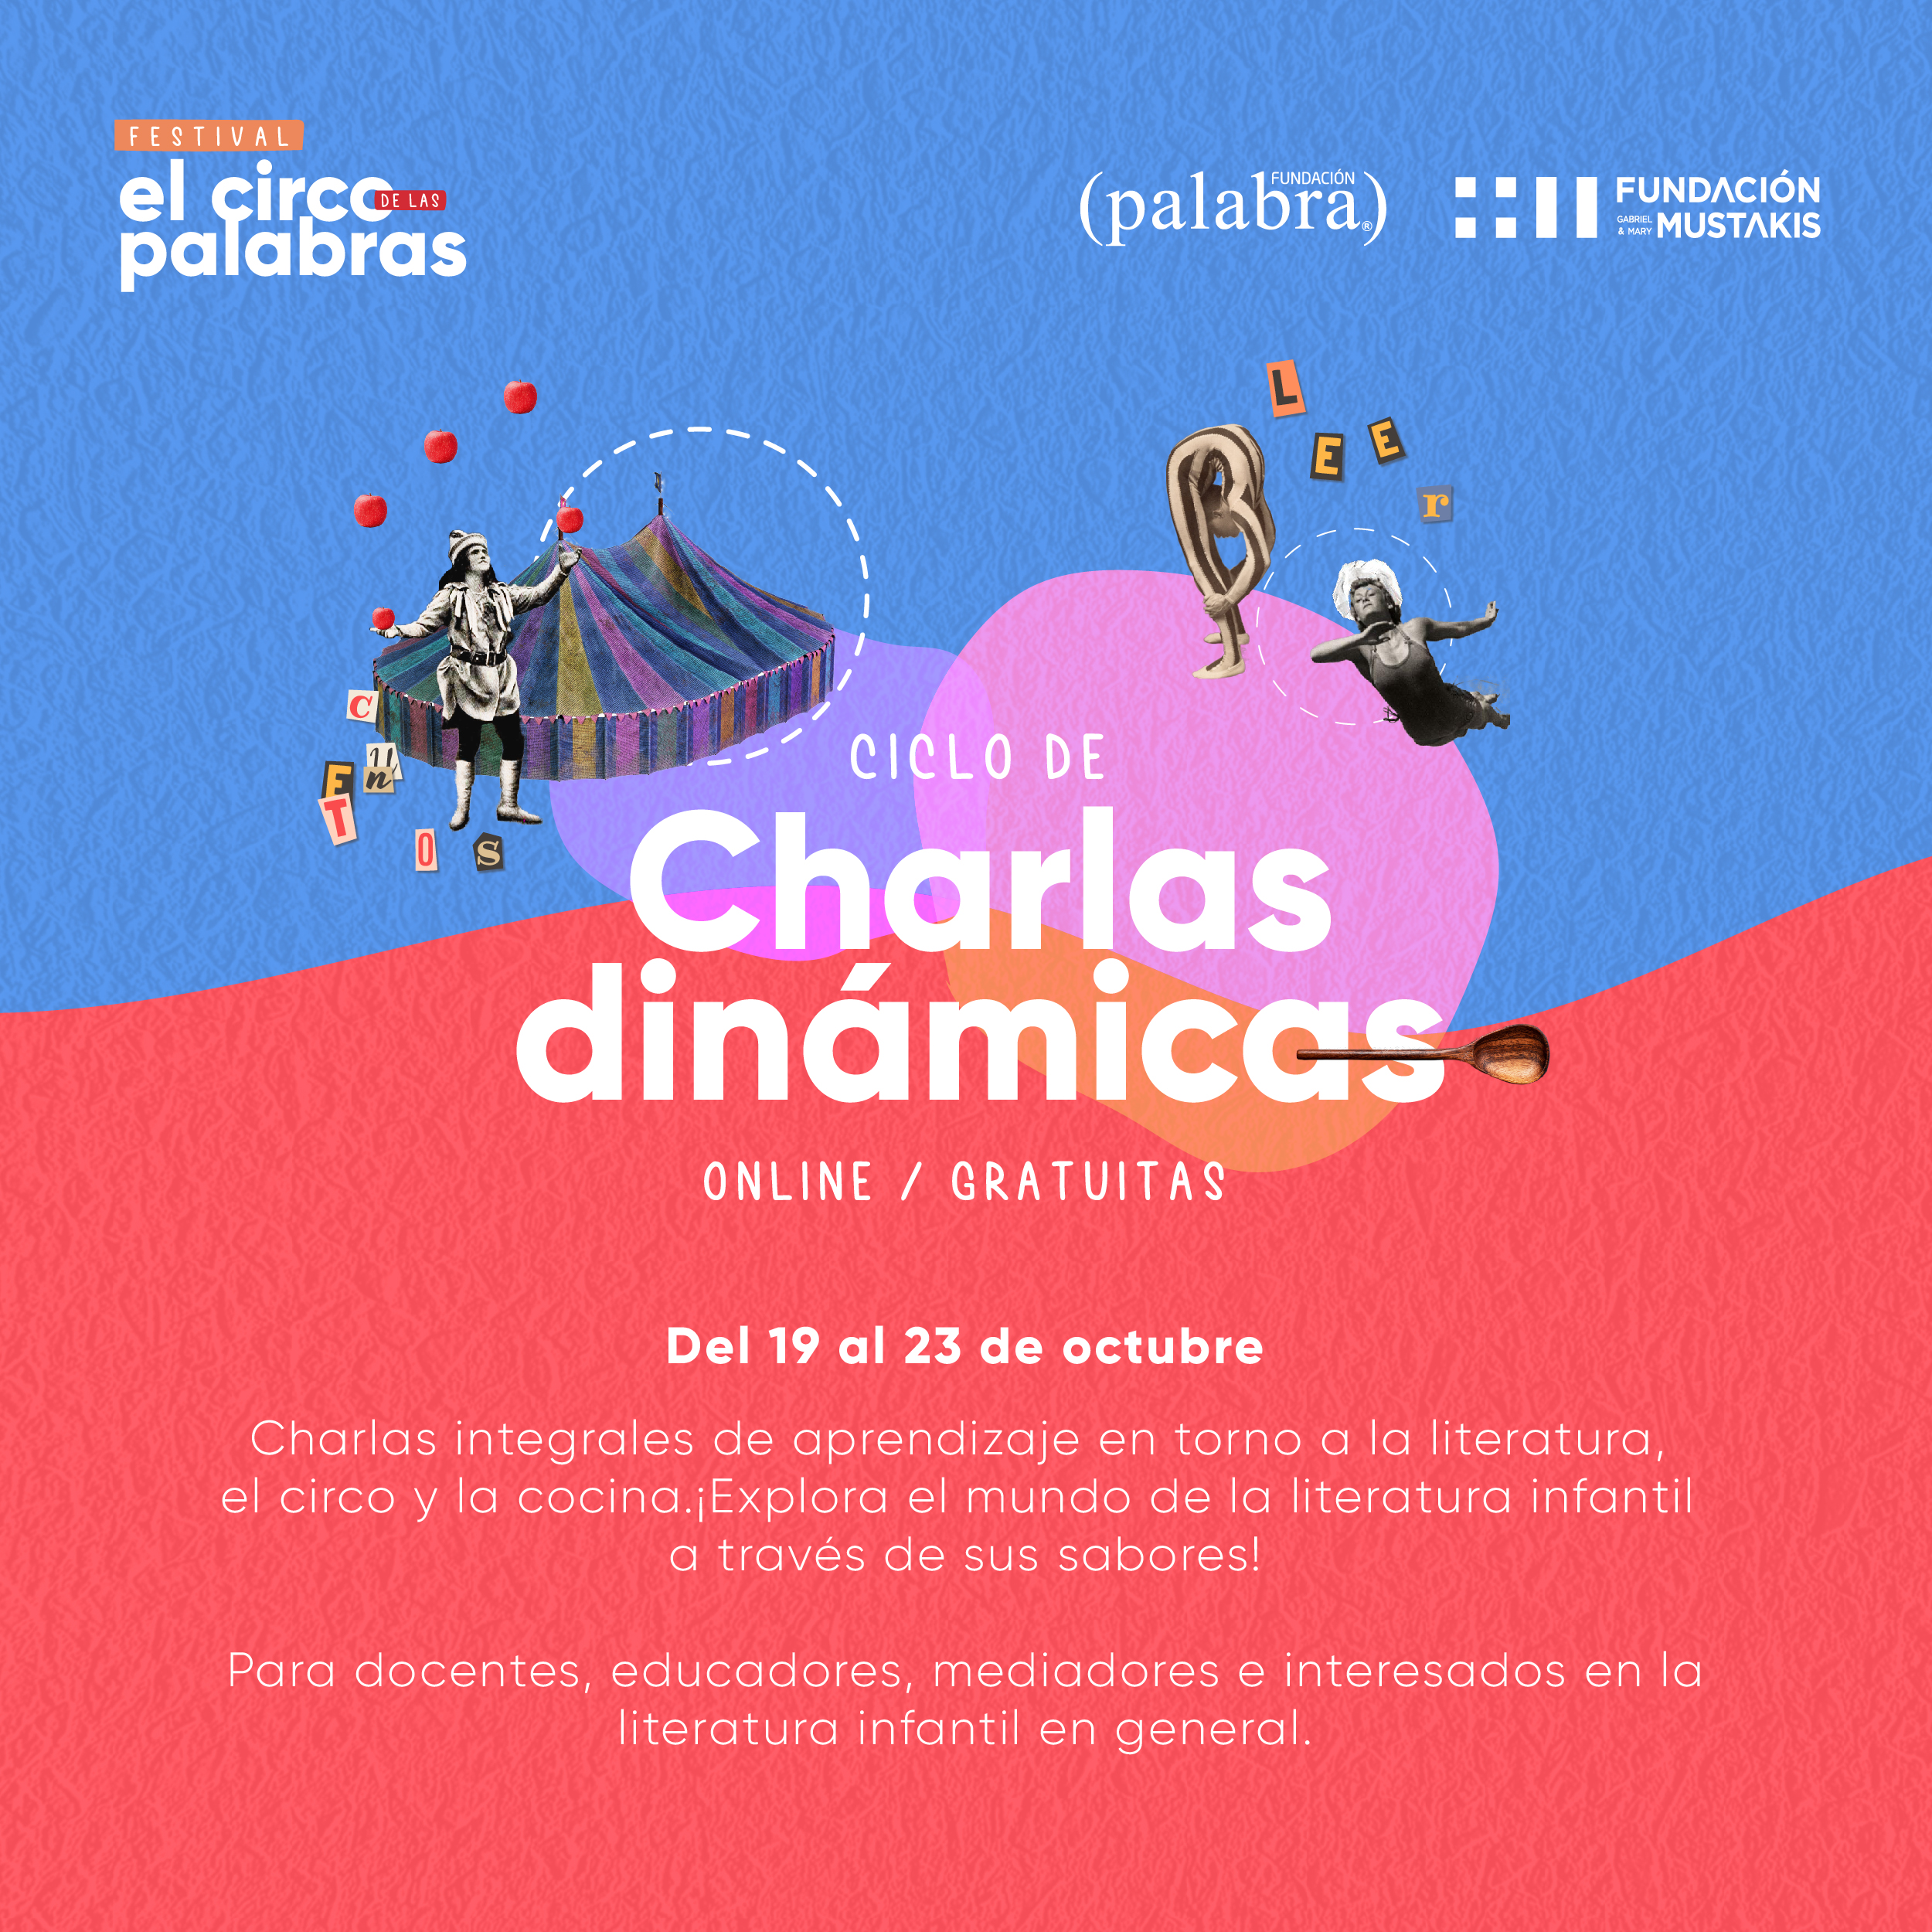 FESTIVAL
el circo DE LAS
palabras
FUNDACIÓN
(palabra®)
FUNDACIÓN
GABRIEL & MARY MUSTAKIS
L
E E
r
C
u
E n
T
O S
CICLO DE
Charlas
dinámicas
ONLINE / GRATUITAS
Del 19 al 23 de octubre
Charlas integrales de aprendizaje en torno a la literatura,
el circo y la cocina.¡Explora el mundo de la literatura infantil
a través de sus sabores!
Para docentes, educadores, mediadores e interesados en la
literatura infantil en general.